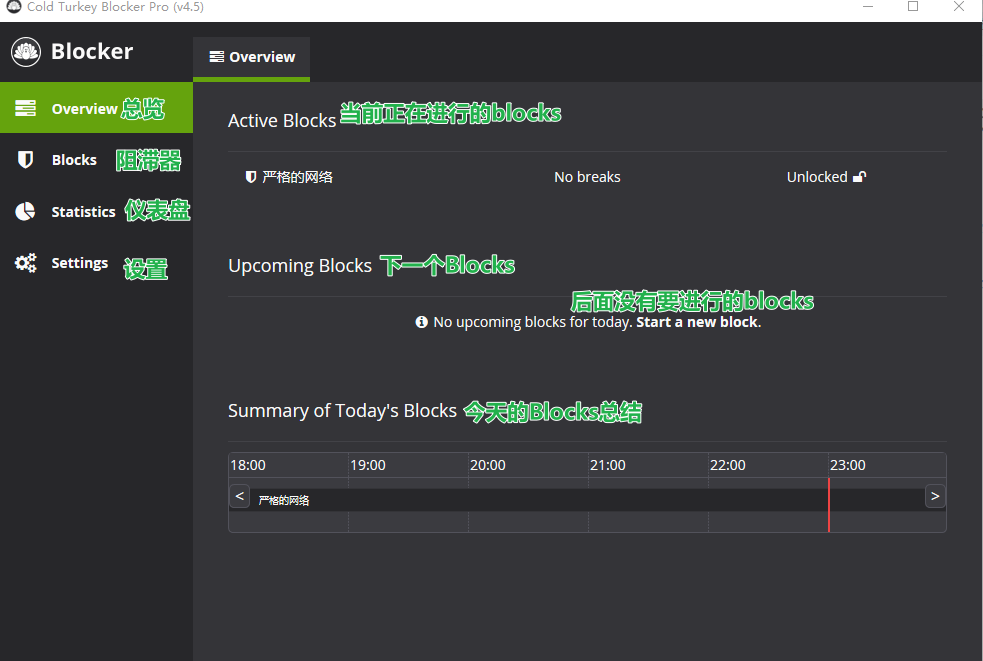 Cold Turkey Blocker Pro (v4.5)
Blocker
Overview
Overview 总览
Blocks 阻滞器
Statistics 仪表盘
Settings 设置
Active Blocks 当前正在进行的blocks
严格的网络 No breaks Unlocked
Upcoming Blocks 下一个Blocks
后面没有要进行的blocks
No upcoming blocks for today. Start a new block.
Summary of Today's Blocks 今天的Blocks总结
18:00 19:00 20:00 21:00 22:00 23:00
< 严格的网络 >